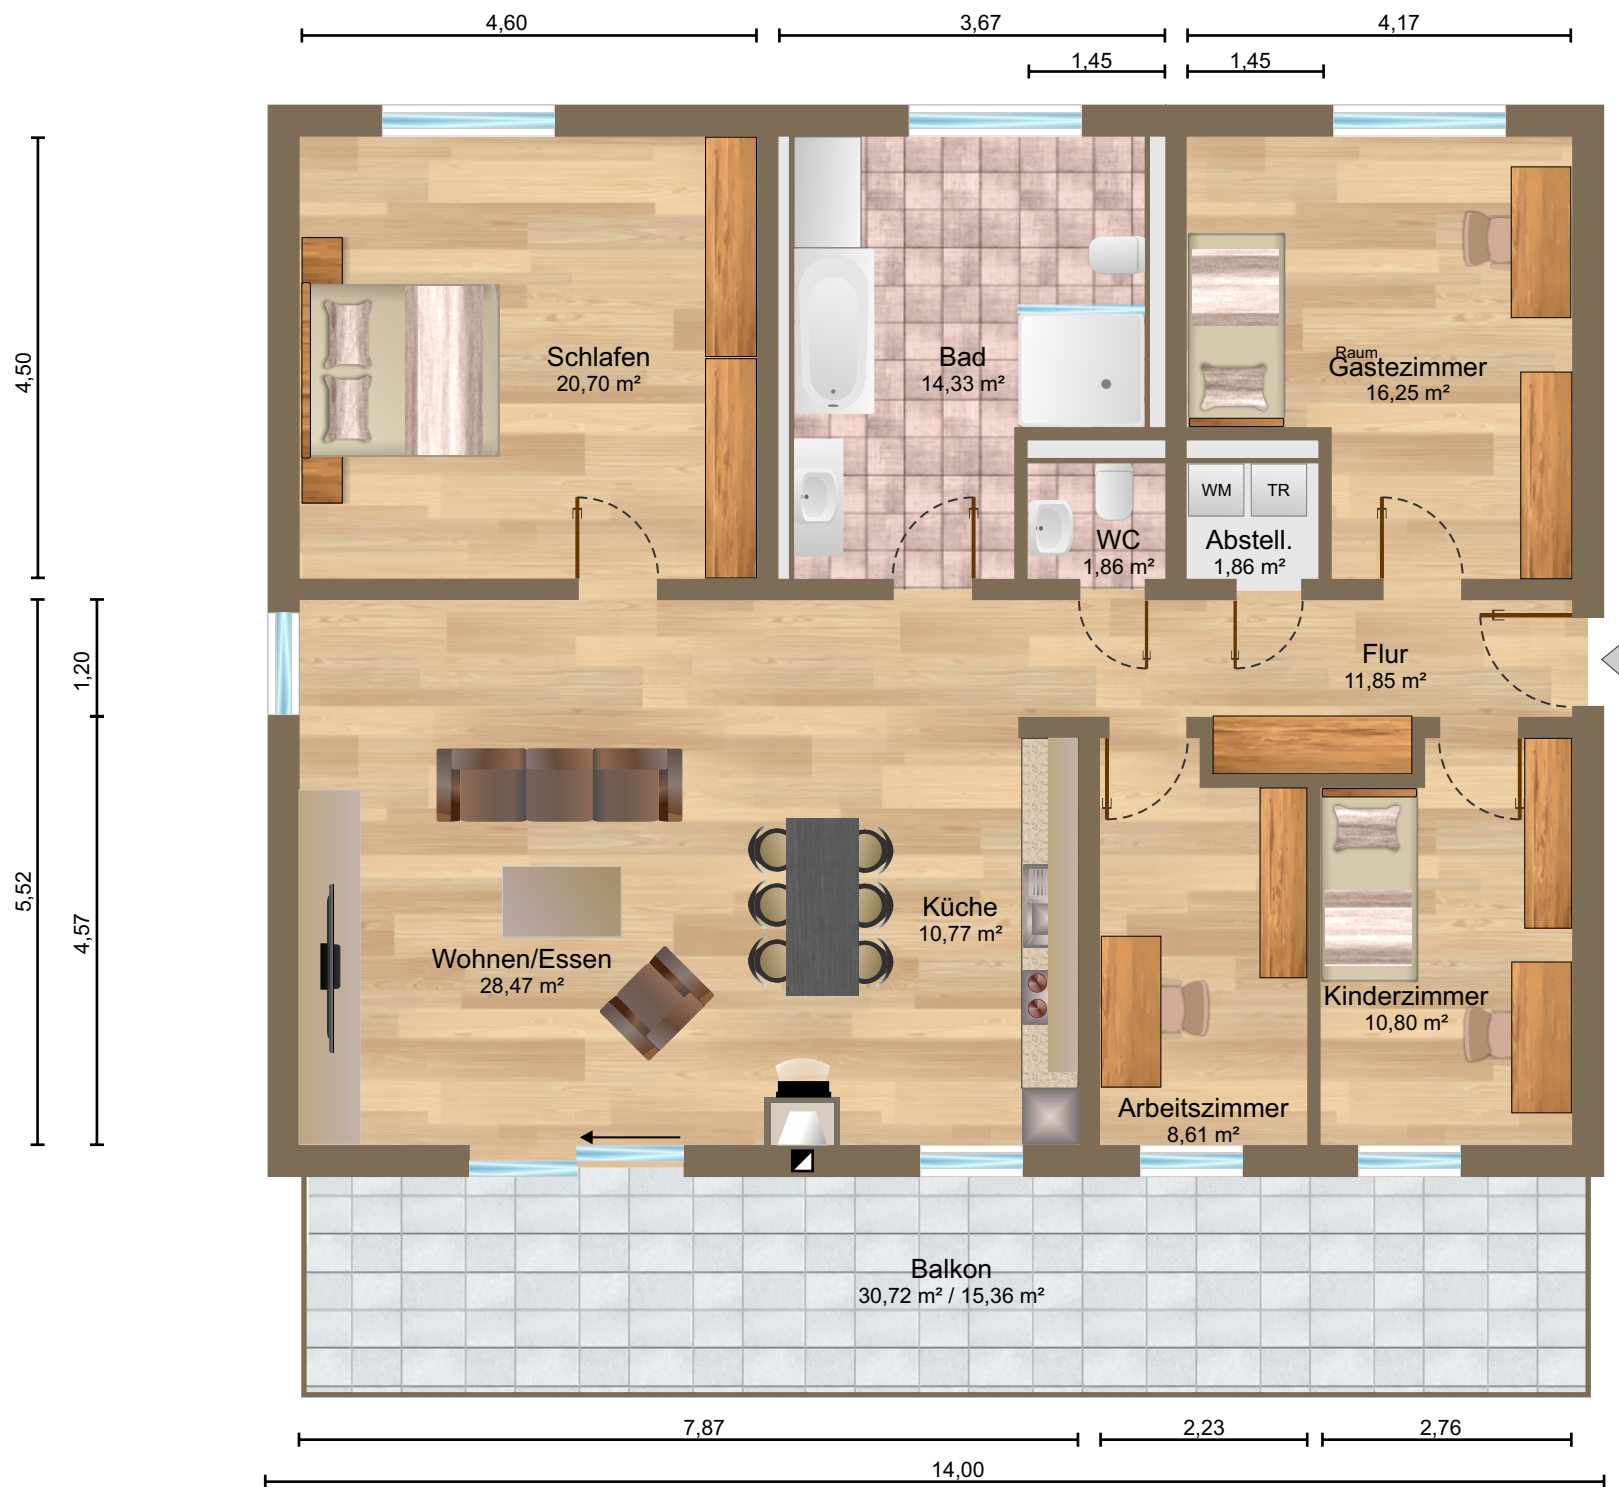 4,60
3,67
4,17
1,45
1,45
4,50
Schlafen
20,70 m²
Bad
14,33 m²
Raum
Gästezimmer
16,25 m²
WM
TR
WC
1,86 m²
Abstell.
1,86 m²
1,20
Flur
11,85 m²
5,52
4,57
Küche
10,77 m²
Wohnen/Essen
28,47 m²
Kinderzimmer
10,80 m²
Arbeitszimmer
8,61 m²
Balkon
30,72 m² / 15,36 m²
7,87
2,23
2,76
14,00